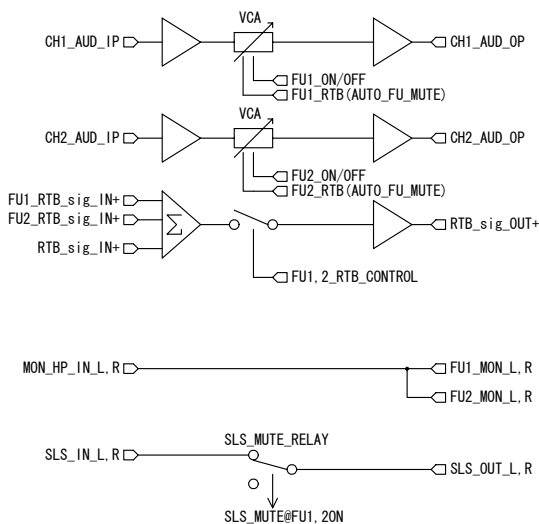 VCA
CH1_AUD_IP
CH1_AUD_OP
FU1_ON/OFF
FU1_RTB(AUTO_FU_MUTE)
VCA
CH2_AUD_IP
CH2_AUD_OP
FU2_ON/OFF
FU2_RTB(AUTO_FU_MUTE)
FU1_RTB_sig_IN+
FU2_RTB_sig_IN+
RTB_sig_IN+
Σ
RTB_sig_OUT+
FU1,2_RTB_CONTROL
MON_HP_IN_L,R
FU1_MON_L,R
FU2_MON_L,R
SLS_MUTE_RELAY
SLS_IN_L,R
SLS_OUT_L,R
SLS_MUTE@FU1,2ON